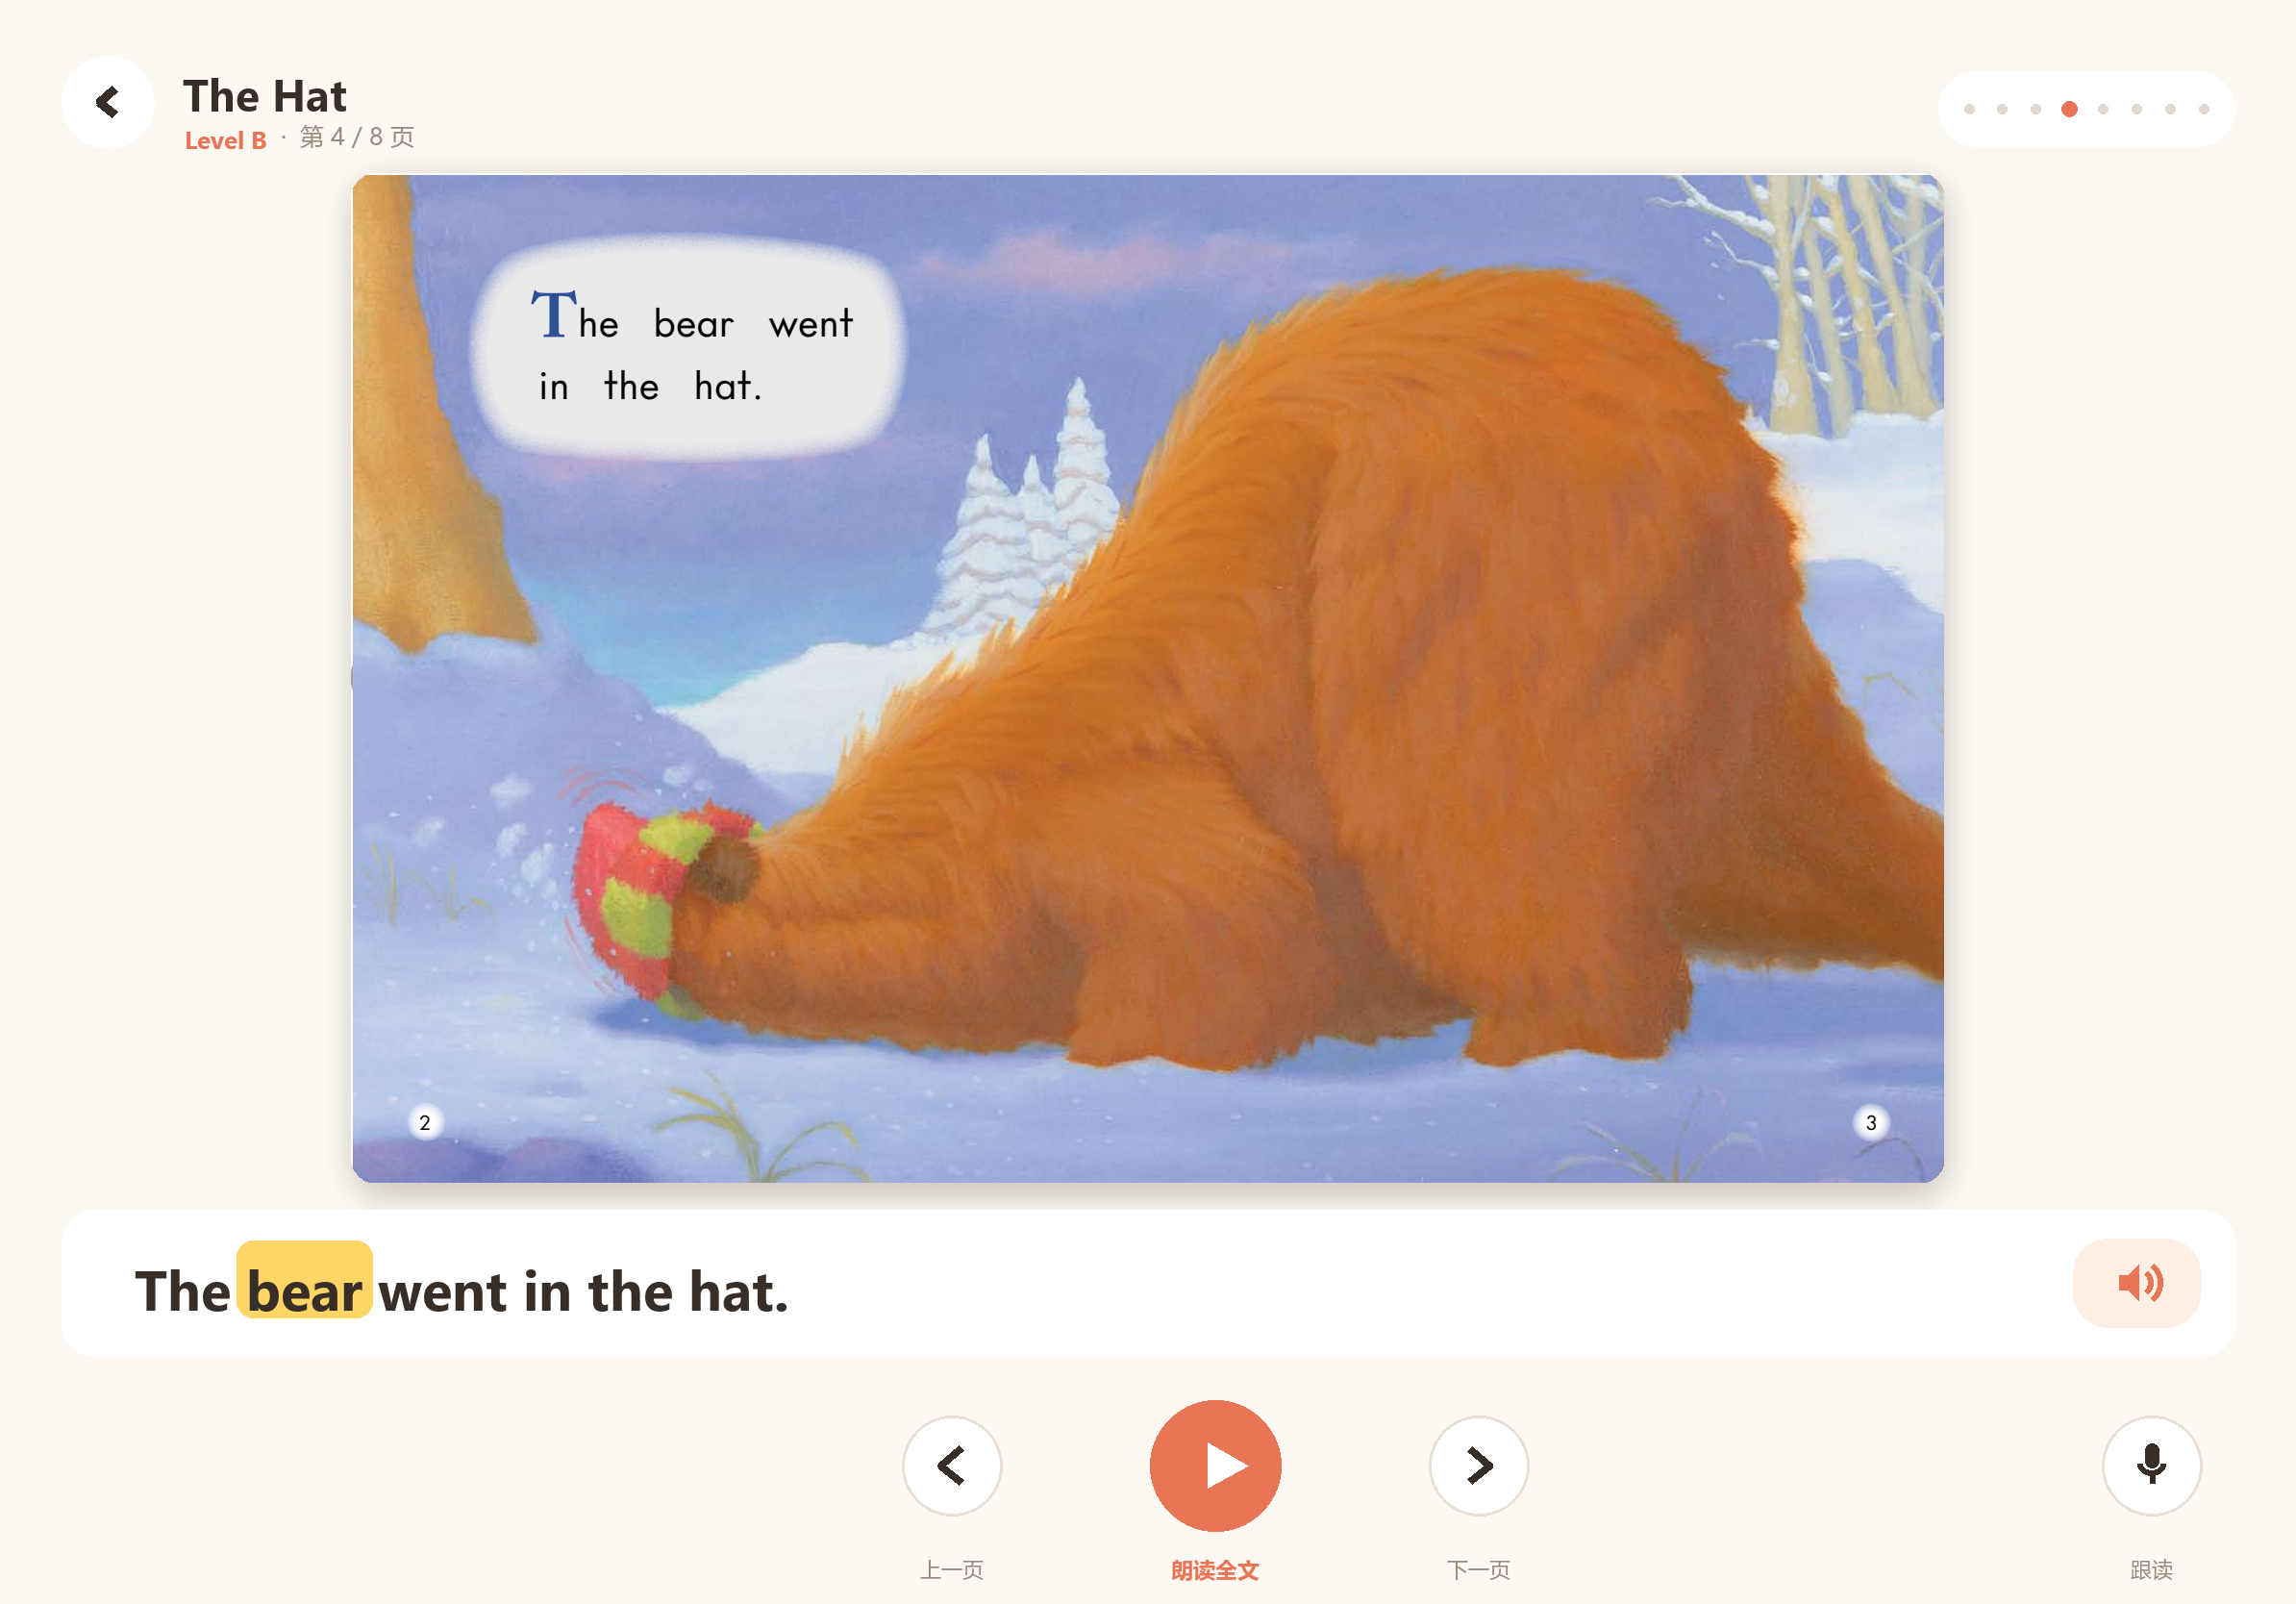 The Hat
Level B · 第 4 / 8 页
The bear went
in the hat.
2
3
The bear went in the hat.
上一页
朗读全文
下一页
跟读